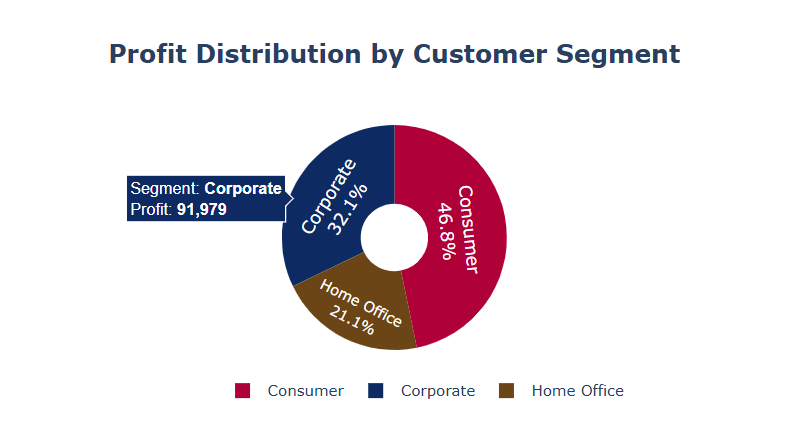 Profit Distribution by Customer Segment
Segment: Corporate
Profit: 91,979
Corporate
32.1%
Consumer
46.8%
Home Office
21.1%
Consumer
Corporate
Home Office